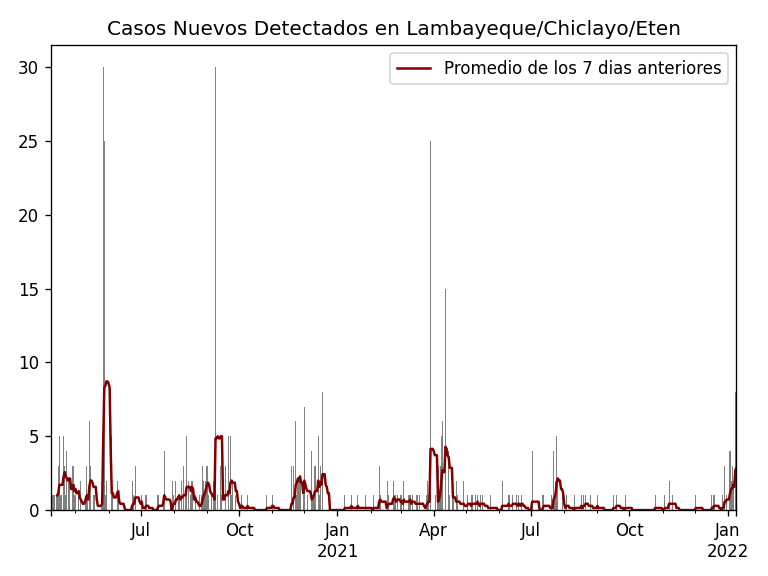 Casos Nuevos Detectados en Lambayeque/Chiclayo/Eten
Promedio de los 7 dias anteriores
30
25
20
15
10
5
0
Jul
Oct
Jan
2021
Apr
Jul
Oct
Jan
2022